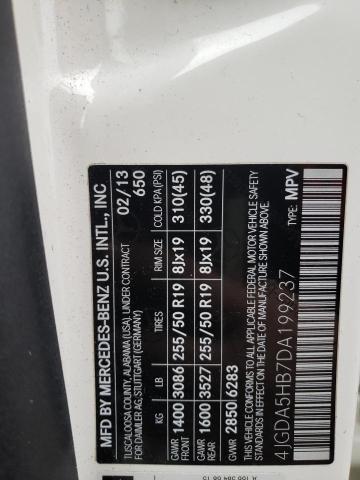 MFD BY MERCEDES-BENZ U.S. INTL., INC
TUSCALOOSA COUNTY, ALABAMA (USA), UNDER CONTRACT 02/13
FOR DAIMLER AG, STUTTGART (GERMANY) 650
KG LB TIRES RIM SIZE COLD KPA (PSI)
GAWR FRONT 1400 3086 255/50 R19 8Jx19 310(45)
GAWR REAR 1600 3527 255/50 R19 8Jx19 330(48)
GVWR 2850 6283
THIS VEHICLE CONFORMS TO ALL APPLICABLE FEDERAL MOTOR VEHICLE SAFETY
STANDARDS IN EFFECT ON THE DATE OF MANUFACTURE SHOWN ABOVE.
4JGDA5HB7DA199237 TYPE: MPV